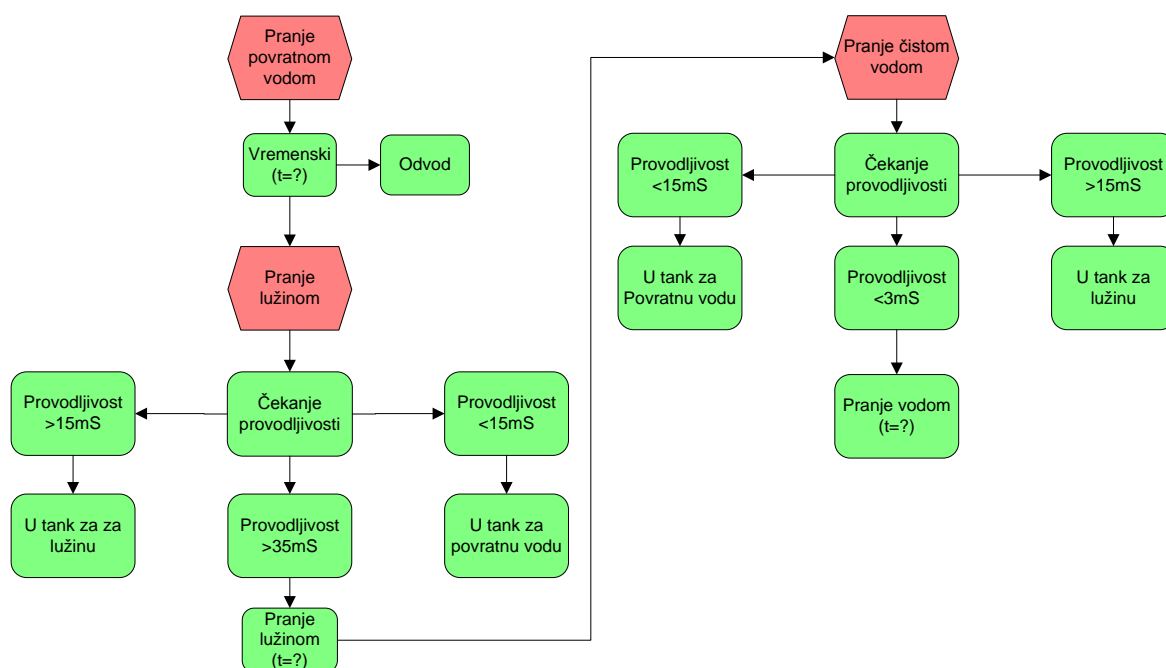 Pranje
povratnom
vodom
Vremenski
(t=?)
Odvod
Pranje
lužinom
Provodljivost
>15mS
Čekanje
provodljivosti
Provodljivost
<15mS
U tank za za
lužinu
Provodljivost
>35mS
U tank za
povratnu vodu
Pranje
lužinom
(t=?)
Pranje čistom
vodom
Provodljivost
<15mS
Čekanje
provodljivosti
Provodljivost
>15mS
U tank za
Povratnu vodu
Provodljivost
<3mS
U tank za
lužinu
Pranje vodom
(t=?)